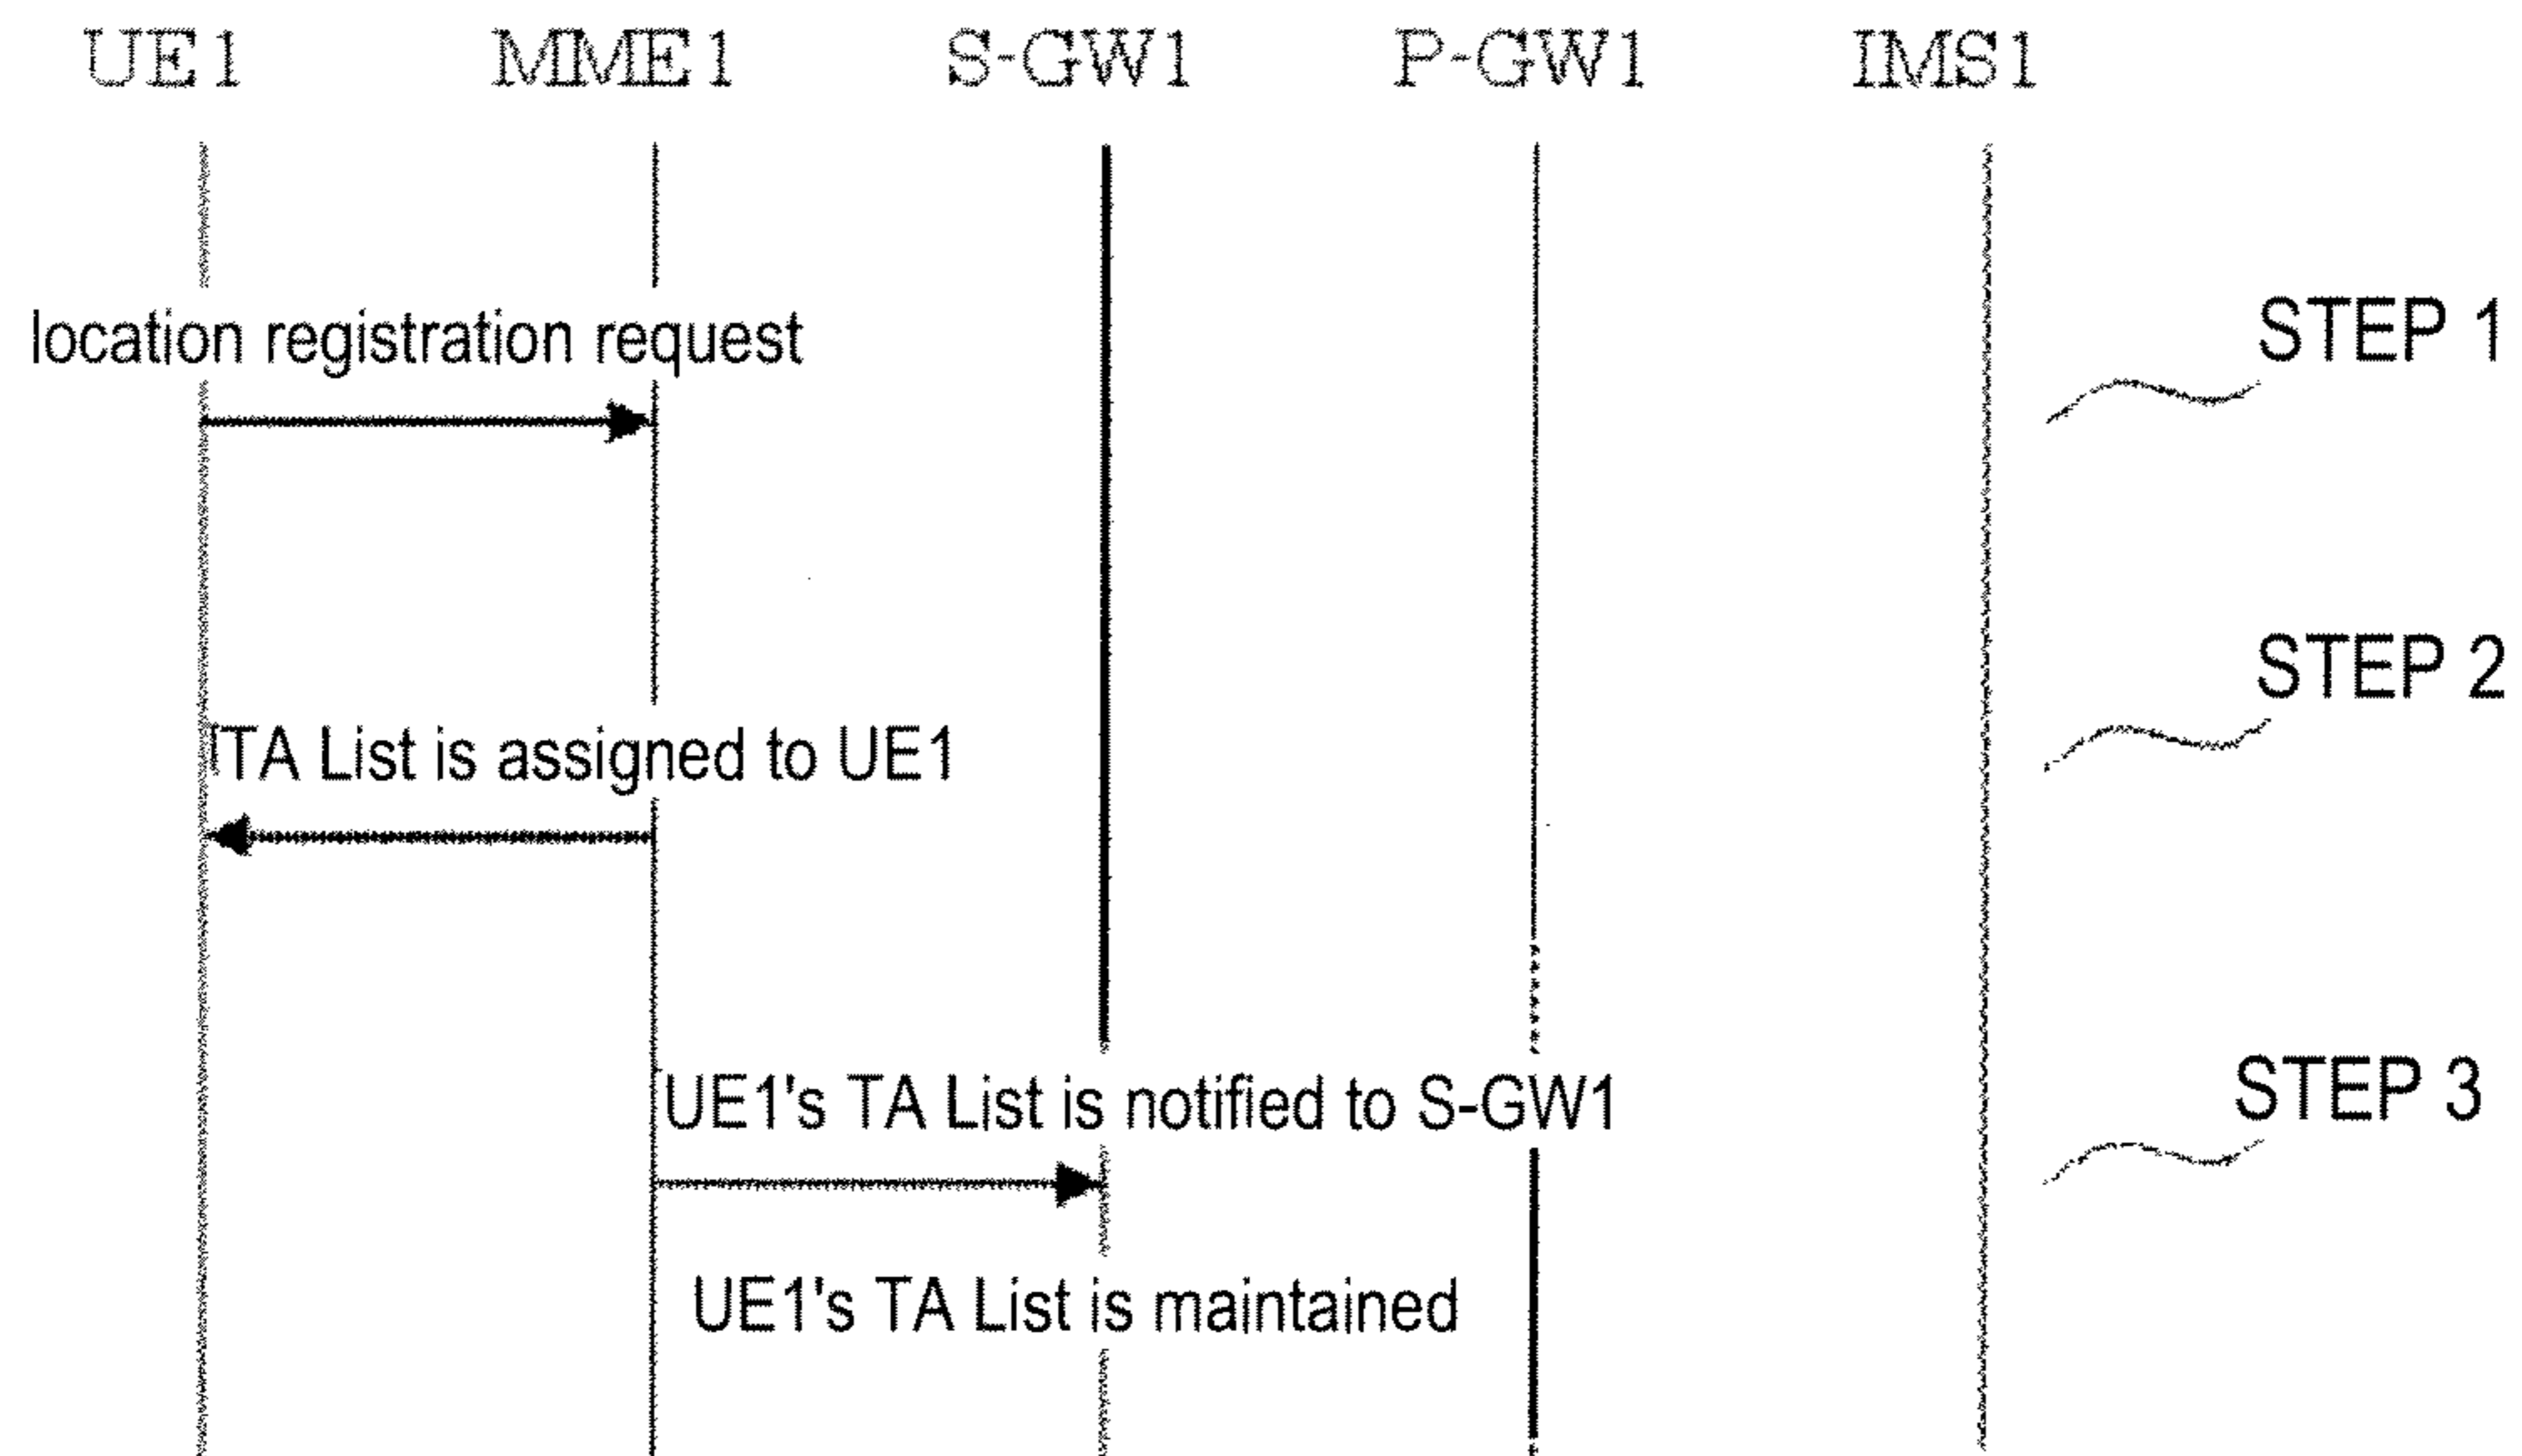 UE1 MME1 S-GW1 P-GW1 IMS1
location registration request
STEP 1
STEP 2
TA List is assigned to UE1
UE1's TA List is notified to S-GW1
STEP 3
UE1's TA List is maintained